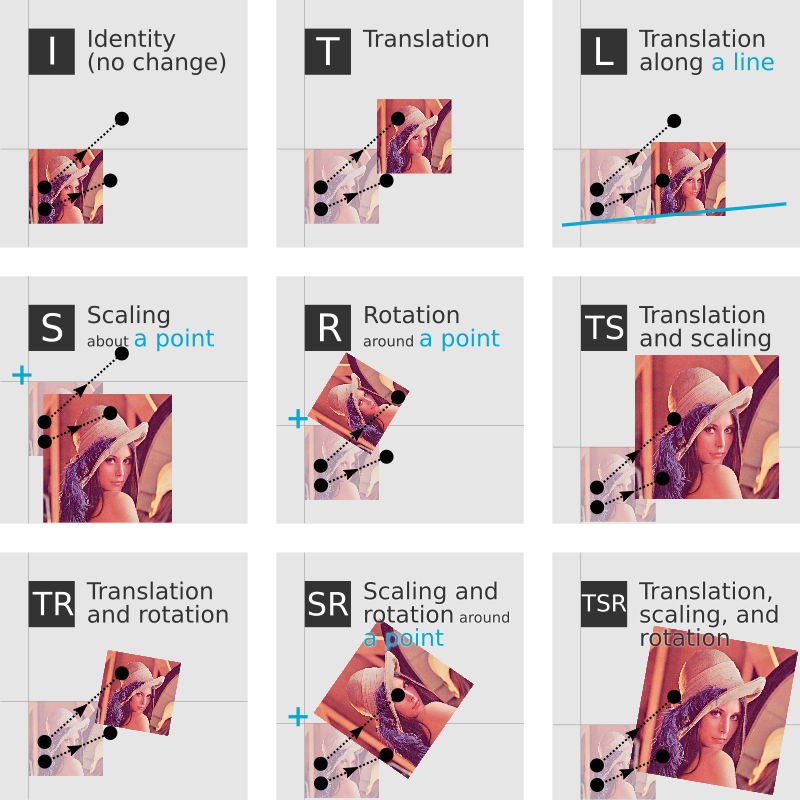 I
Identity
(no change)
T
Translation
L
Translation
along a line
S
Scaling
about a point
R
Rotation
around a point
TS
Translation
and scaling
TR
Translation
and rotation
SR
Scaling and
rotation around
a point
TSR
Translation,
scaling, and
rotation